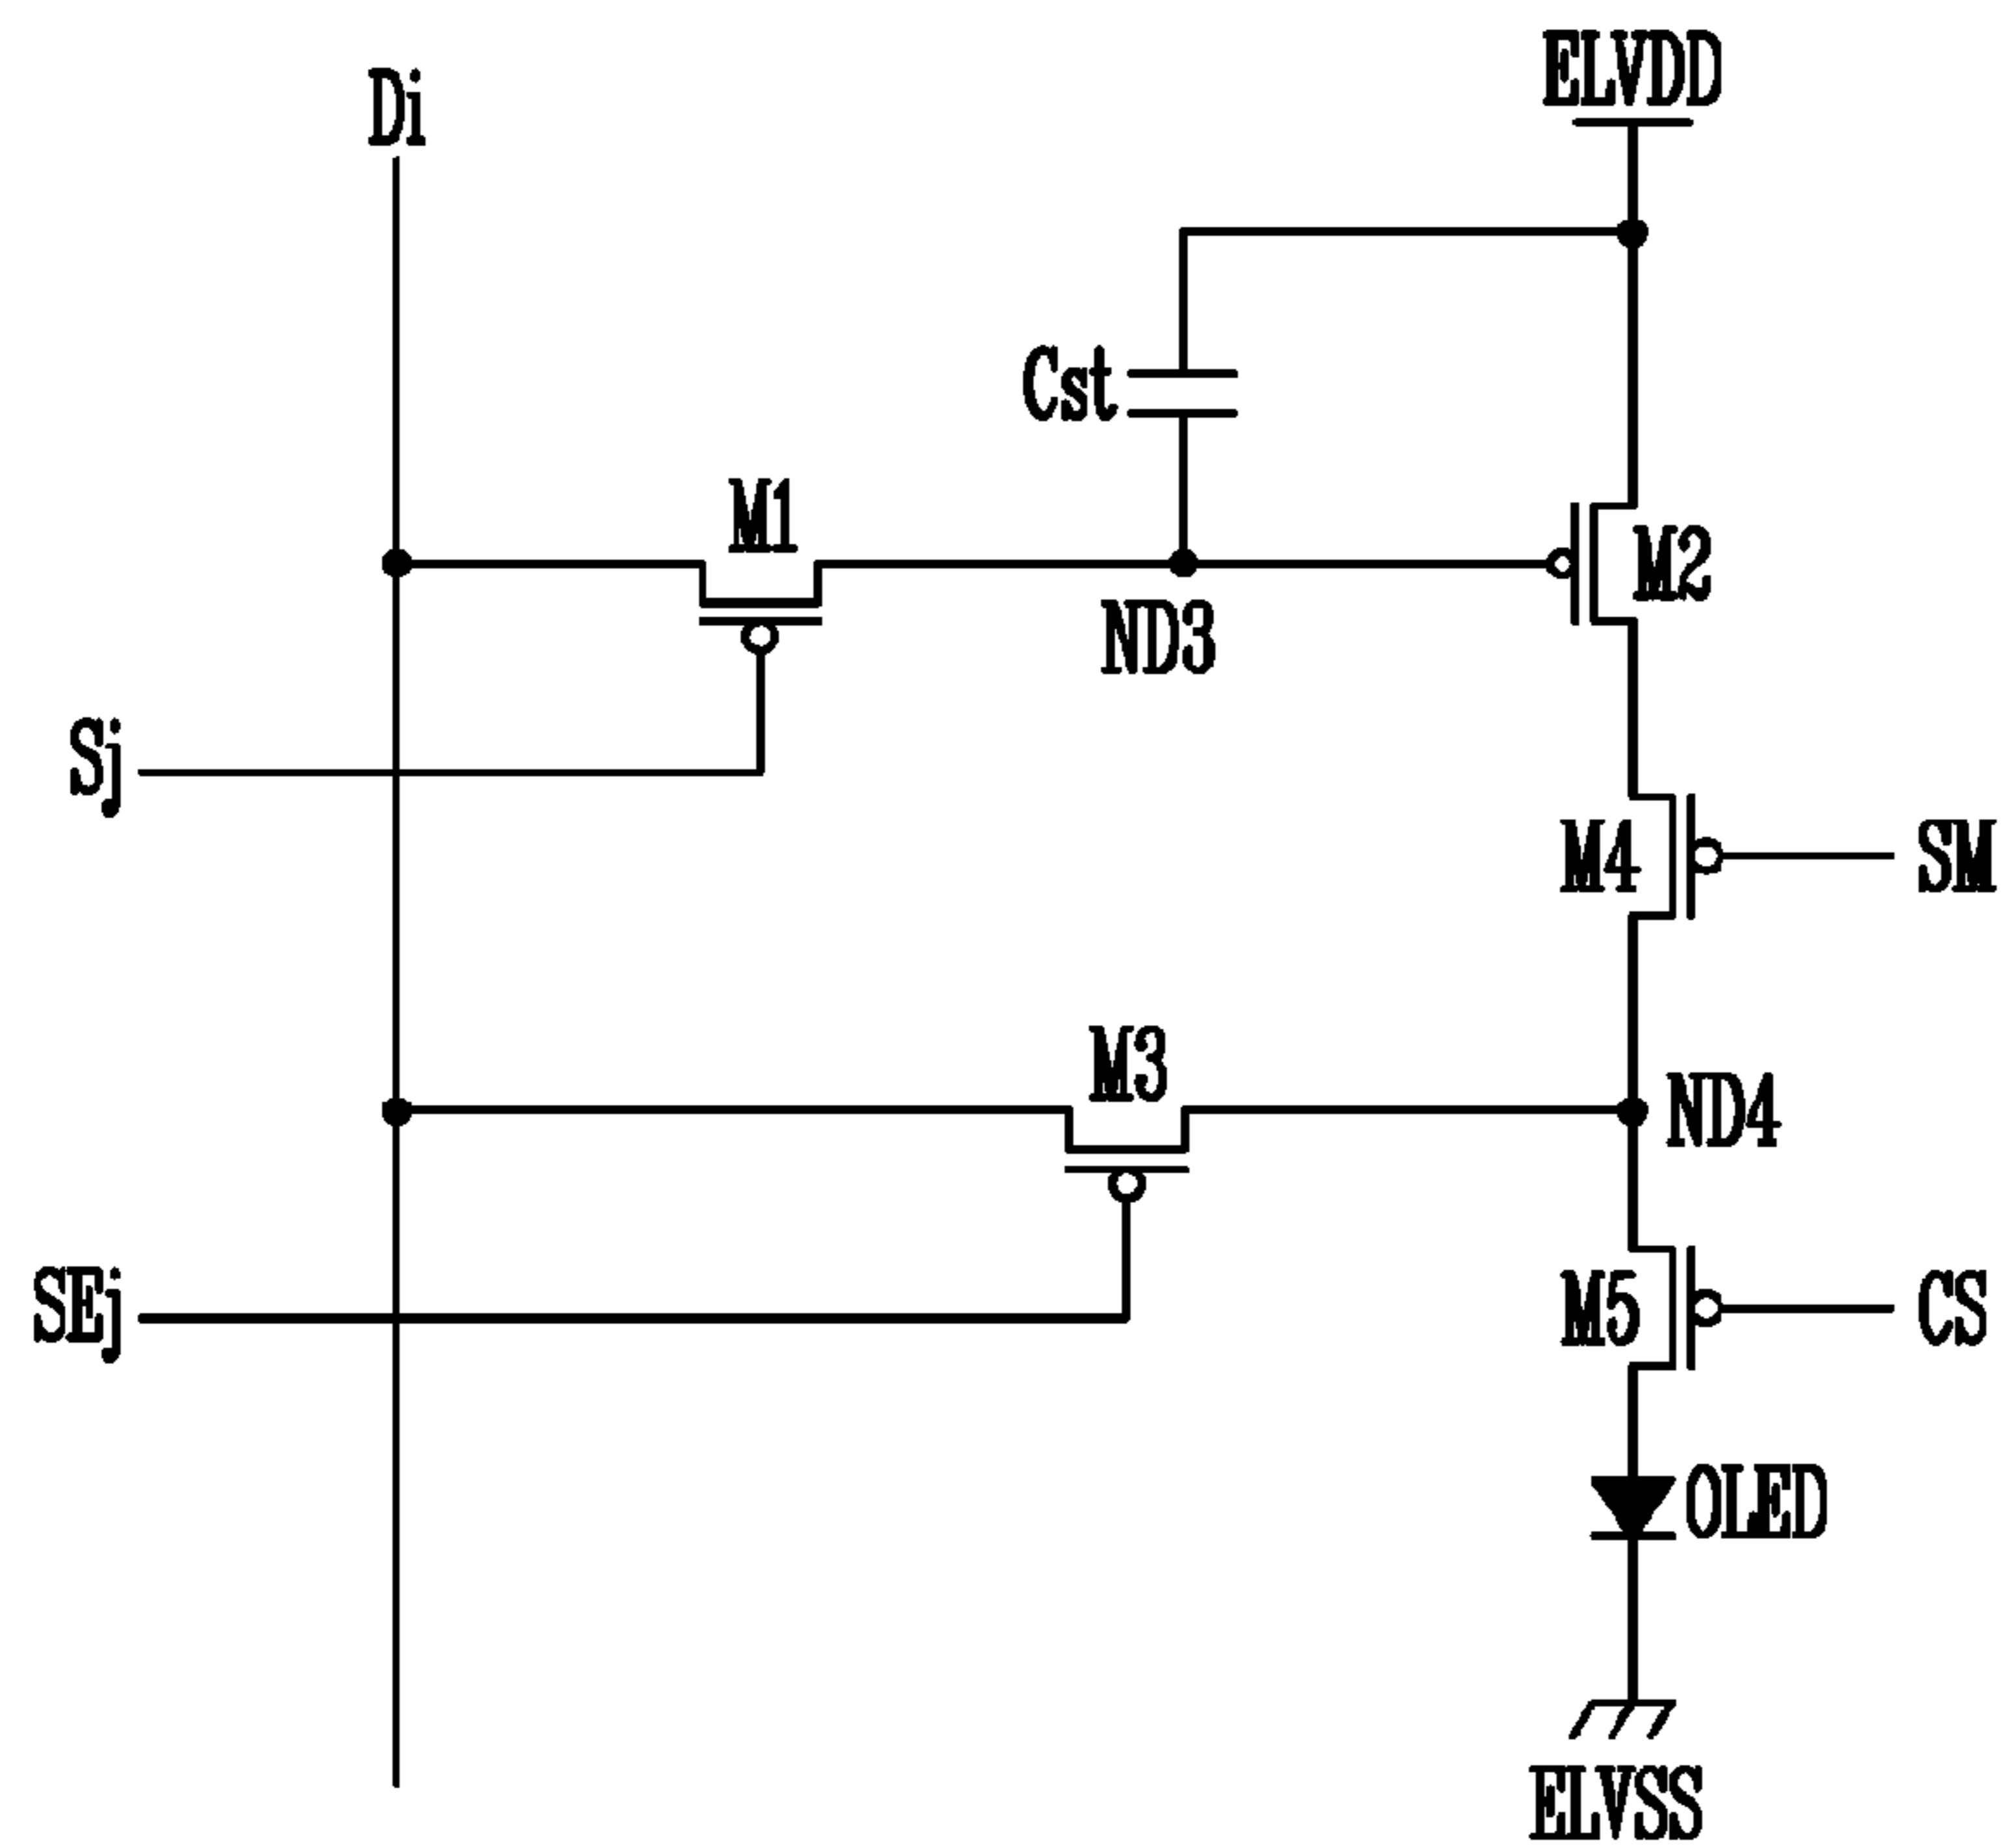 ELVDD
Di
Cst
M1
M2
ND3
Sj
M4
SM
M3
ND4
SEj
M5
CS
OLED
ELVSS